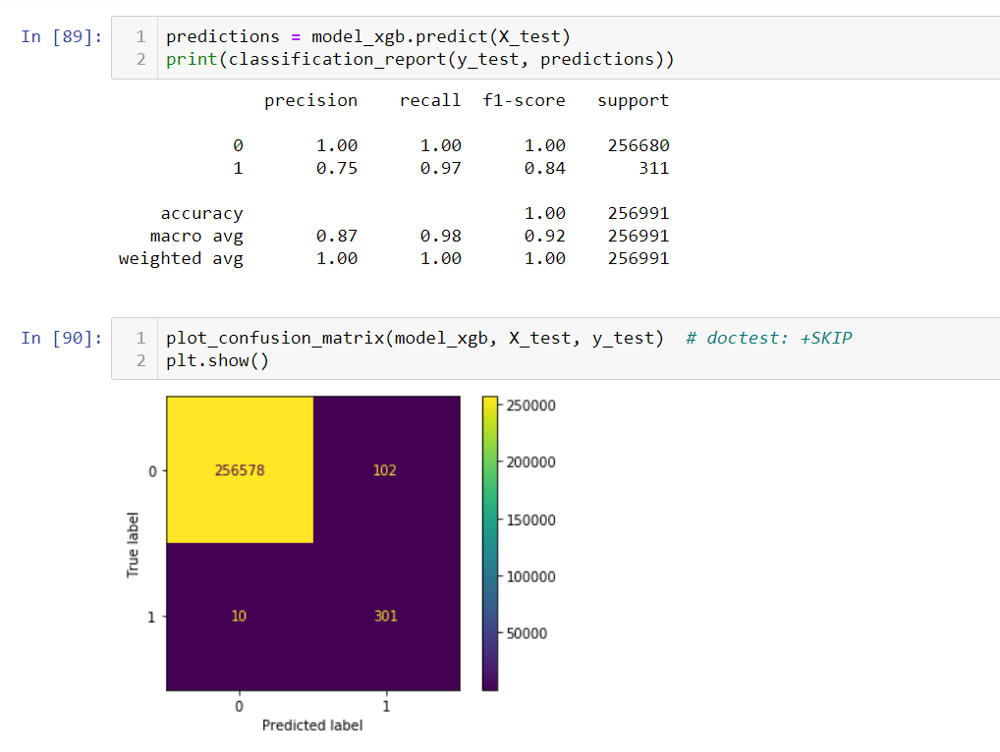 In [89]: 1 predictions = model_xgb.predict(X_test)
2 print(classification_report(y_test, predictions))
precision recall f1-score support
0 1.00 1.00 1.00 256680
1 0.75 0.97 0.84 311
accuracy 1.00 256991
macro avg 0.87 0.98 0.92 256991
weighted avg 1.00 1.00 1.00 256991
In [90]: 1 plot_confusion_matrix(model_xgb, X_test, y_test) # doctest: +SKIP
2 plt.show()
250000
200000
150000
100000
50000
True label
0 256578 102
1 10 301
0 1
Predicted label